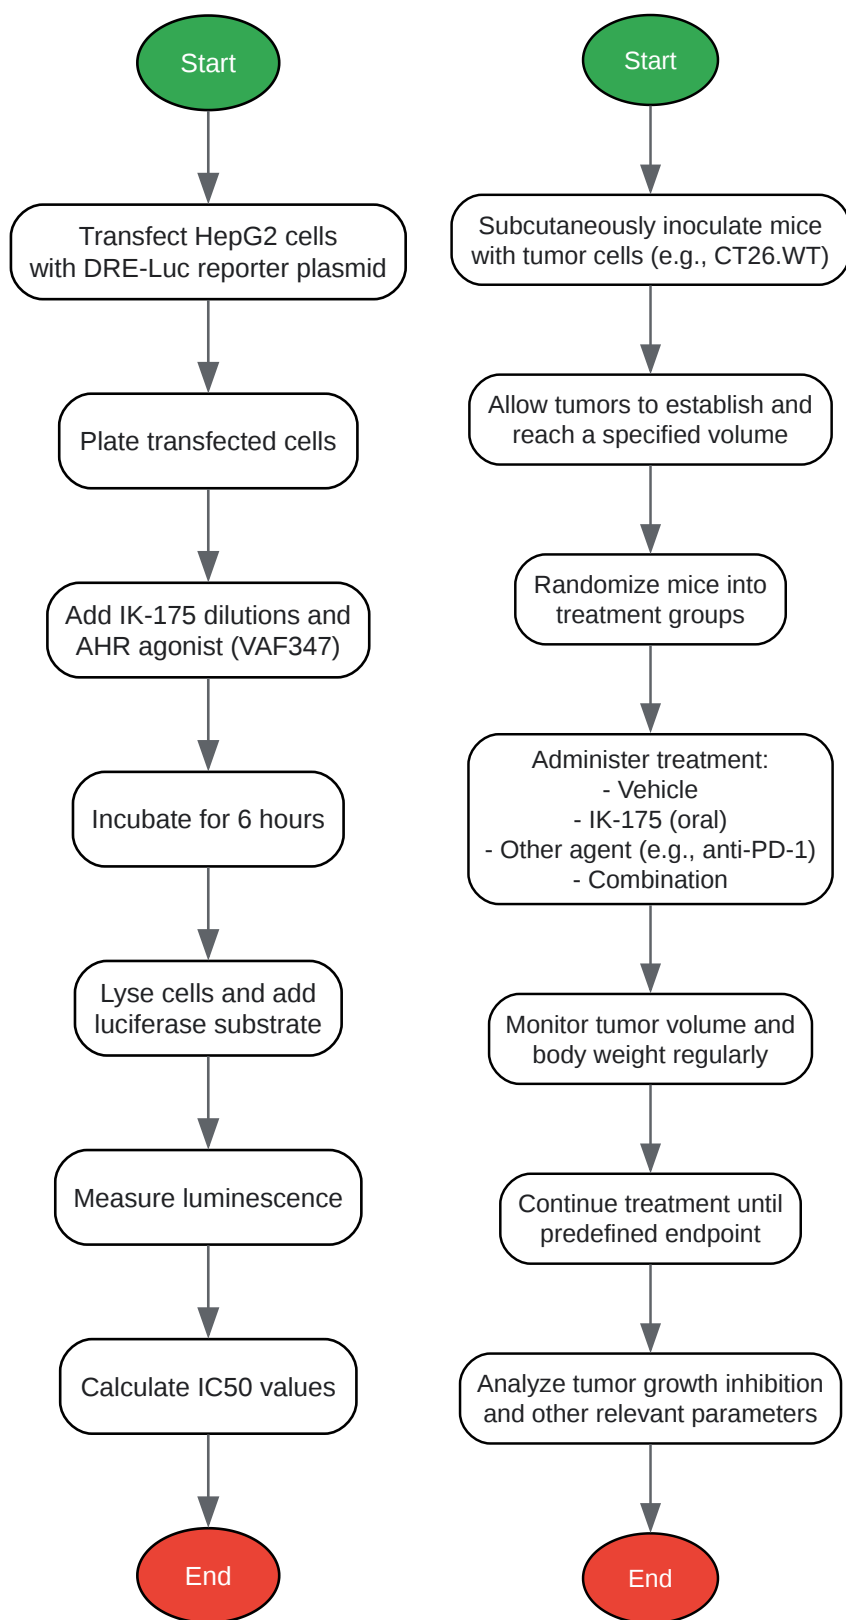 Start
Transfect HepG2 cells
with DRE-Luc reporter plasmid
Plate transfected cells
Add IK-175 dilutions and
AHR agonist (VAF347)
Incubate for 6 hours
Lyse cells and add
luciferase substrate
Measure luminescence
Calculate IC50 values
End
Start
Subcutaneously inoculate mice
with tumor cells (e.g., CT26.WT)
Allow tumors to establish and
reach a specified volume
Randomize mice into
treatment groups
Administer treatment:
- Vehicle
- IK-175 (oral)
- Other agent (e.g., anti-PD-1)
- Combination
Monitor tumor volume and
body weight regularly
Continue treatment until
predefined endpoint
Analyze tumor growth inhibition
and other relevant parameters
End